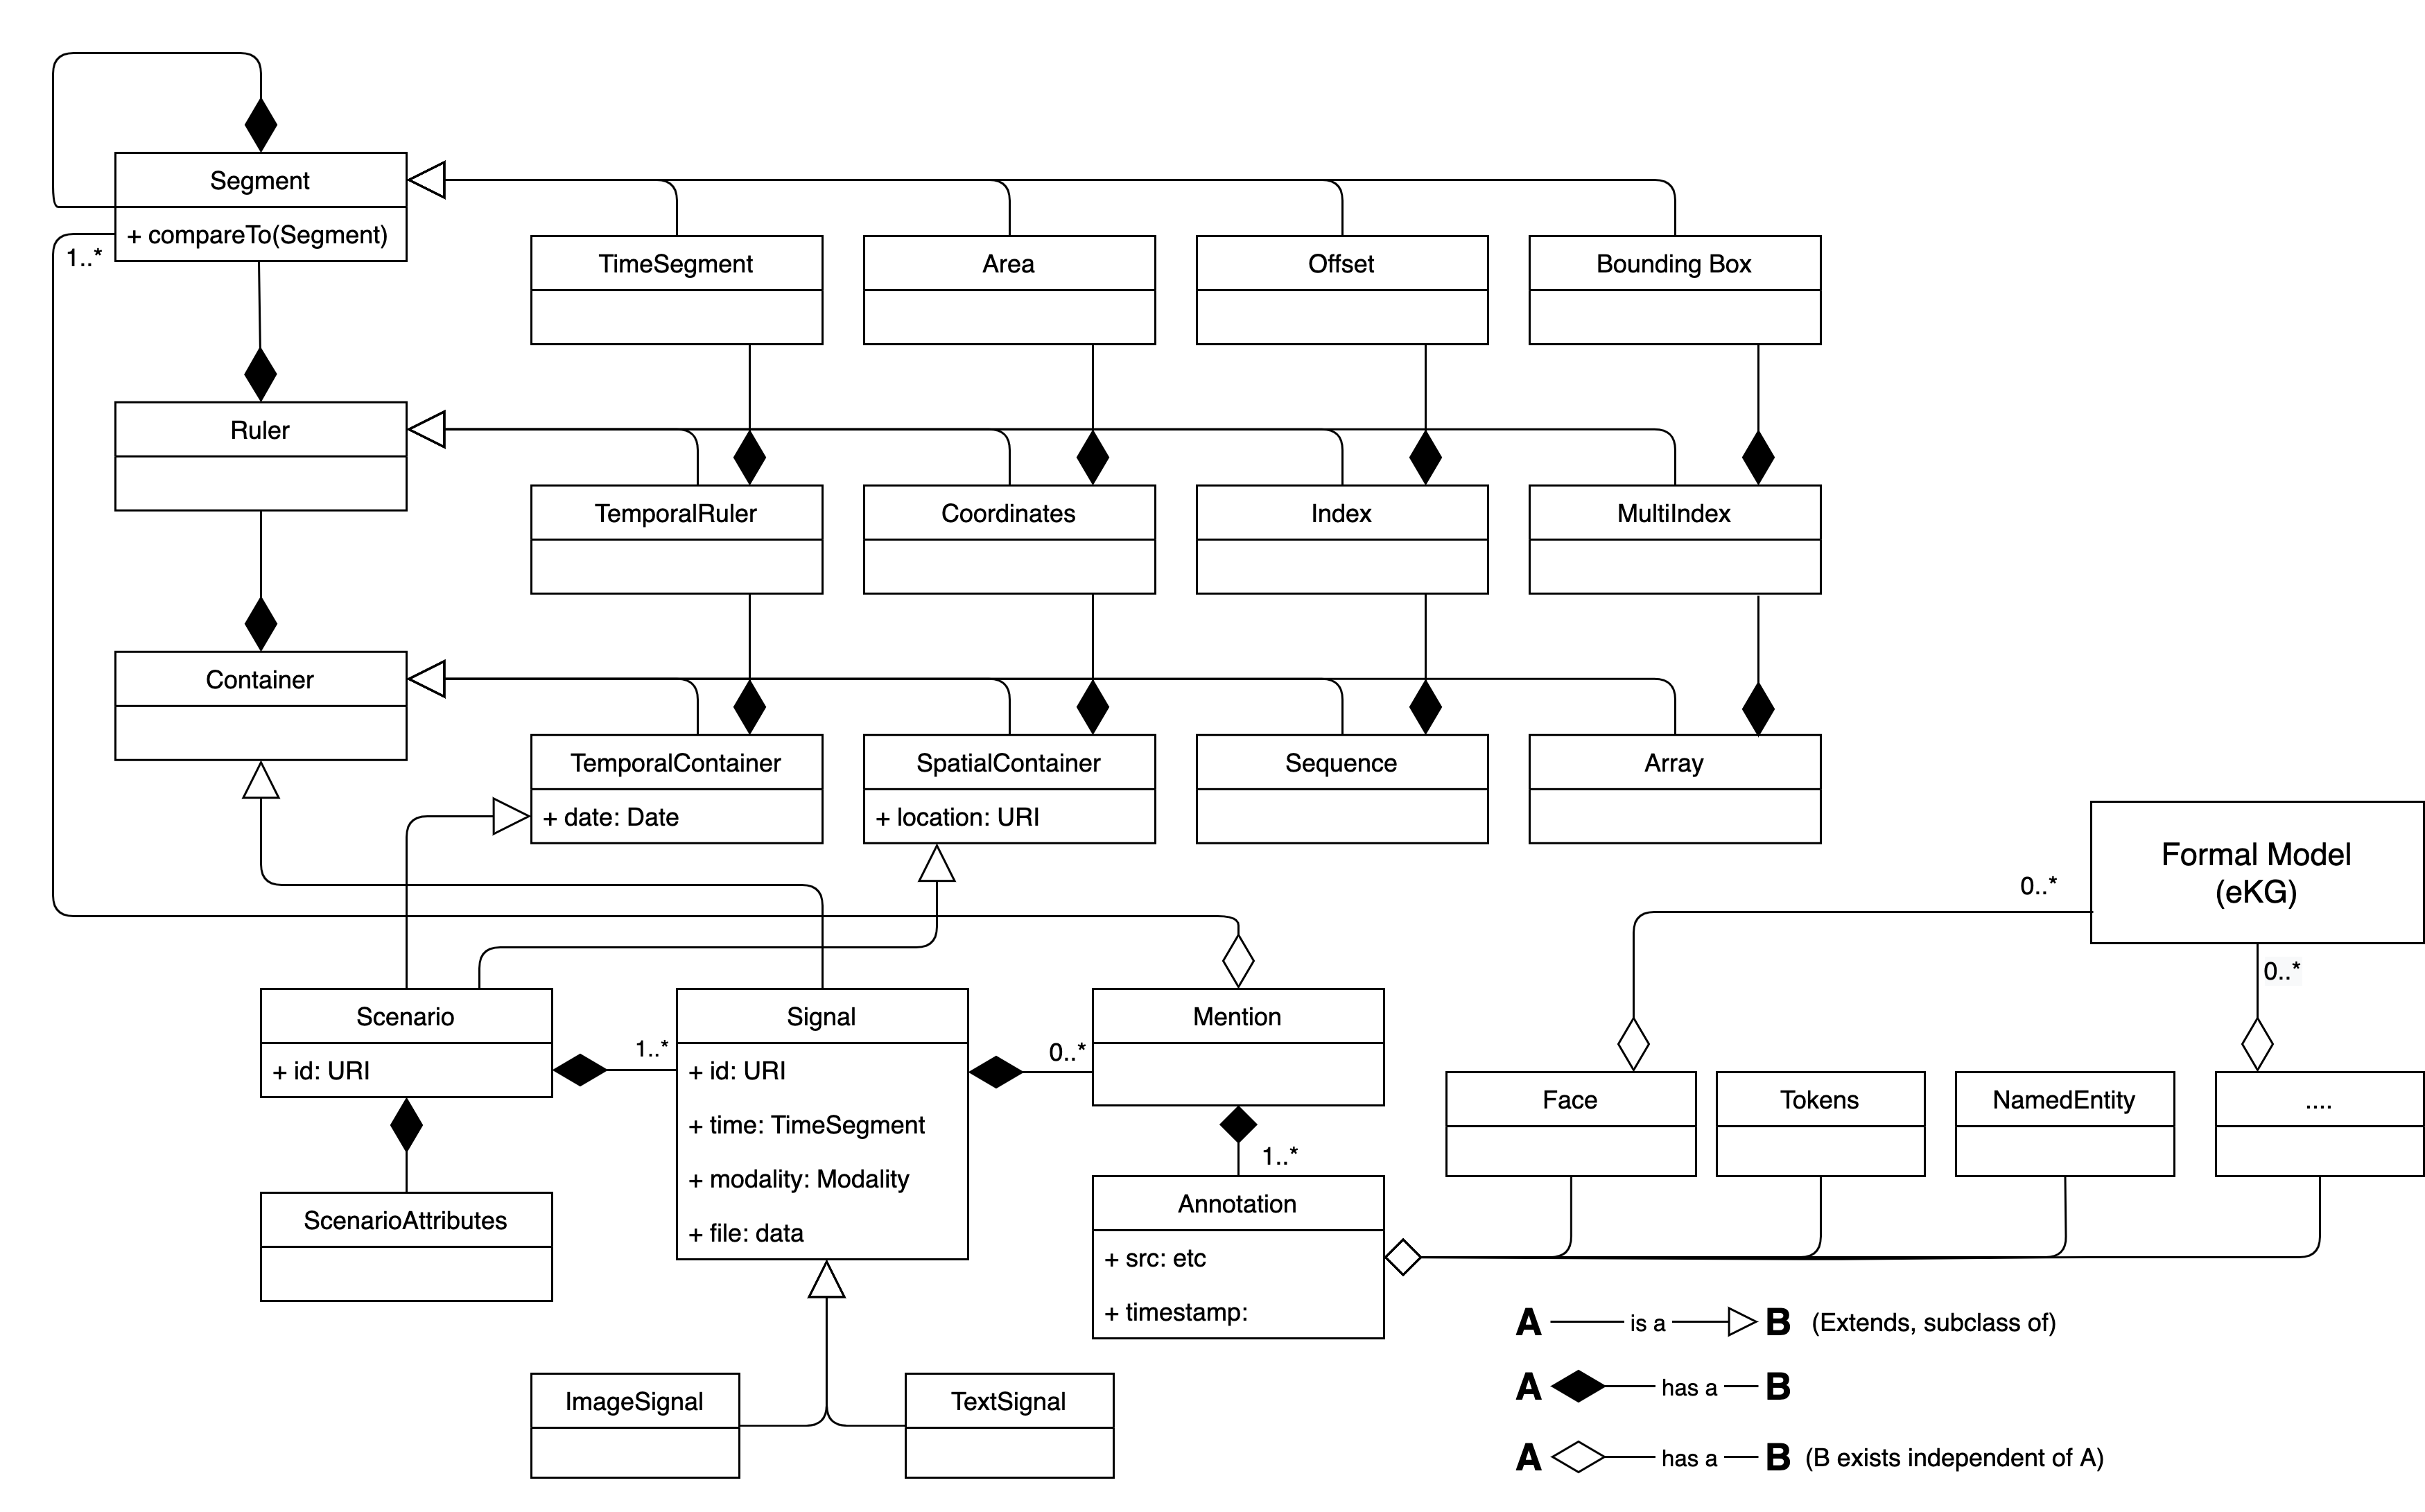 Segment
+ compareTo(Segment)
1..*
TimeSegment
Area
Offset
Bounding Box
Ruler
TemporalRuler
Coordinates
Index
MultiIndex
Container
TemporalContainer
+ date: Date
SpatialContainer
+ location: URI
Sequence
Array
Formal Model
(eKG)
0..*
0..*
Scenario
+ id: URI
1..*
Signal
+ id: URI
+ time: TimeSegment
+ modality: Modality
+ file: data
0..*
Mention
1..*
Face
Tokens
NamedEntity
....
ScenarioAttributes
Annotation
+ src: etc
+ timestamp:
ImageSignal
TextSignal
A is a B (Extends, subclass of)
A has a B
A has a B (B exists independent of A)